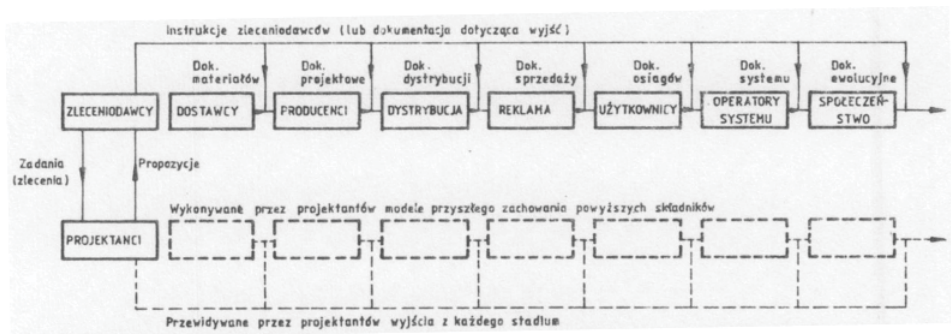 Instrukcje zleceniodawców (lub dokumentacja dotycząca wyjść)
Dok.
materiałów
Dok.
projektowe
Dok.
dystrybucji
Dok.
sprzedaży
Dok.
osiągów
Dok.
systemu
Dok.
ewolucyjne
ZLECENIODAWCY
DOSTAWCY
PRODUCENCI
DYSTRYBUCJA
REKLAMA
UŻYTKOWNICY
OPERATORY
SYSTEMU
SPOŁECZEŃ-
STWO
Zadania
(zlecenia)
Propozycje
Wykonywane przez projektantów modele przyszłego zachowania powyższych składników
PROJEKTANCI
Przewidywane przez projektantów wyjścia z każdego stadium